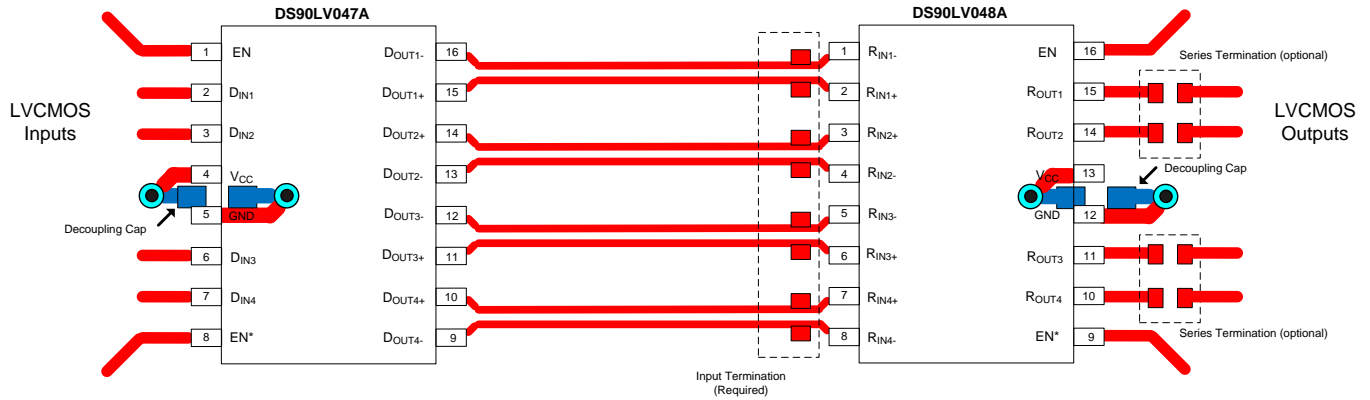 DS90LV047A
DS90LV048A
LVCMOS
Inputs
1 EN
2 DIN1
3 DIN2
4 VCC
5 GND
6 DIN3
7 DIN4
8 EN*
Decoupling Cap
DOUT1- 16
DOUT1+ 15
DOUT2+ 14
DOUT2- 13
DOUT3- 12
DOUT3+ 11
DOUT4+ 10
DOUT4- 9
Input Termination
(Required)
1 RIN1-
2 RIN1+
3 RIN2+
4 RIN2-
5 RIN3-
6 RIN3+
7 RIN4+
8 RIN4-
EN 16
ROUT1 15
ROUT2 14
VCC 13
GND 12
ROUT3 11
ROUT4 10
EN* 9
Series Termination (optional)
LVCMOS
Outputs
Decoupling Cap
Series Termination (optional)